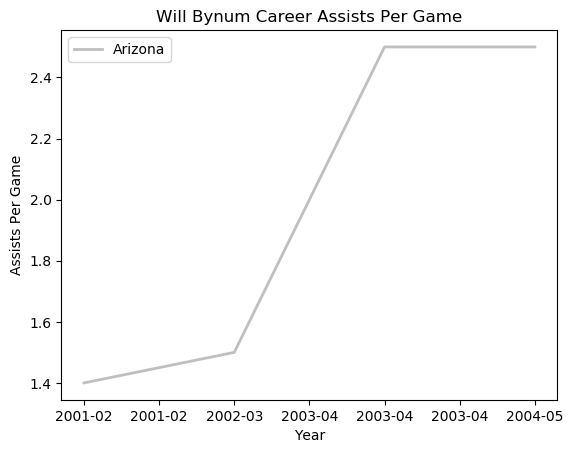 Will Bynum Career Assists Per Game
Arizona
Assists Per Game
2.4
2.2
2.0
1.8
1.6
1.4
2001-02 2001-02 2002-03 2003-04 2003-04 2003-04 2004-05
Year